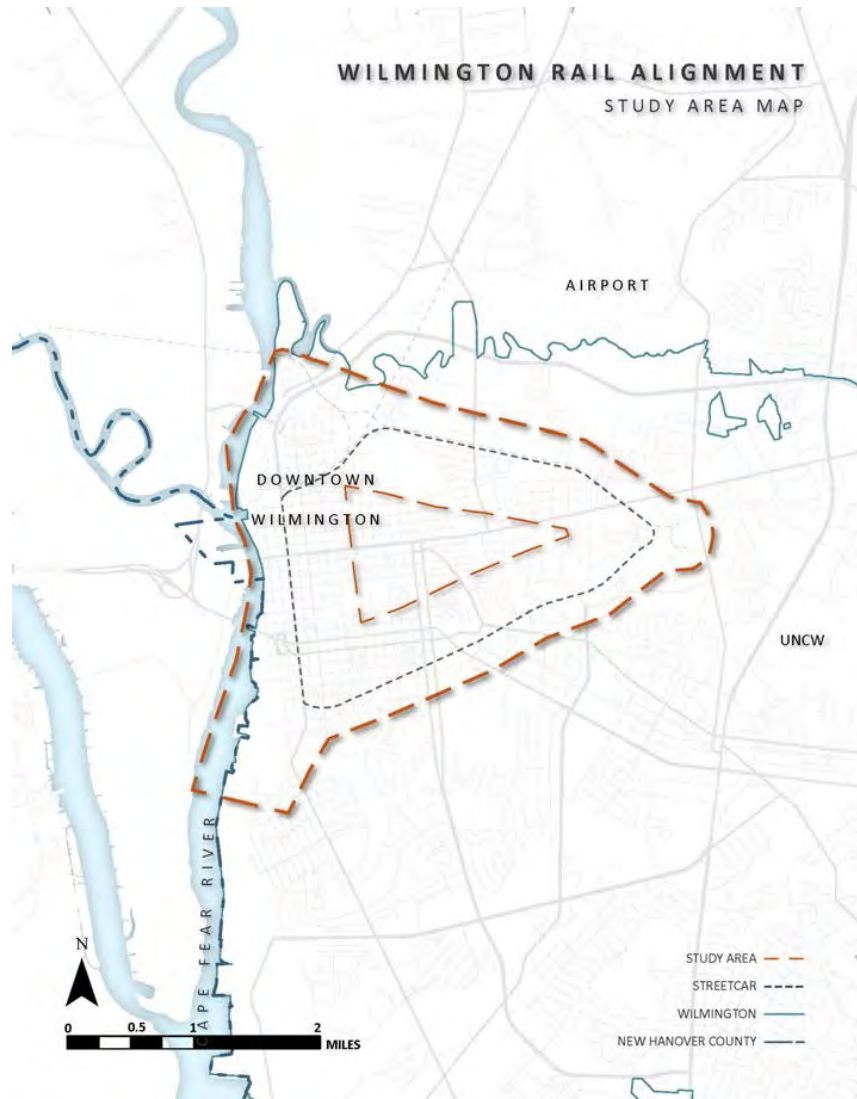 WILMINGTON RAIL ALIGNMENT
STUDY AREA MAP
AIRPORT
DOWNTOWN
WILMINGTON
UNCW
CAPE FEAR RIVER
N
0 0.5 1 2
MILES
STUDY AREA
STREETCAR
WILMINGTON
NEW HANOVER COUNTY